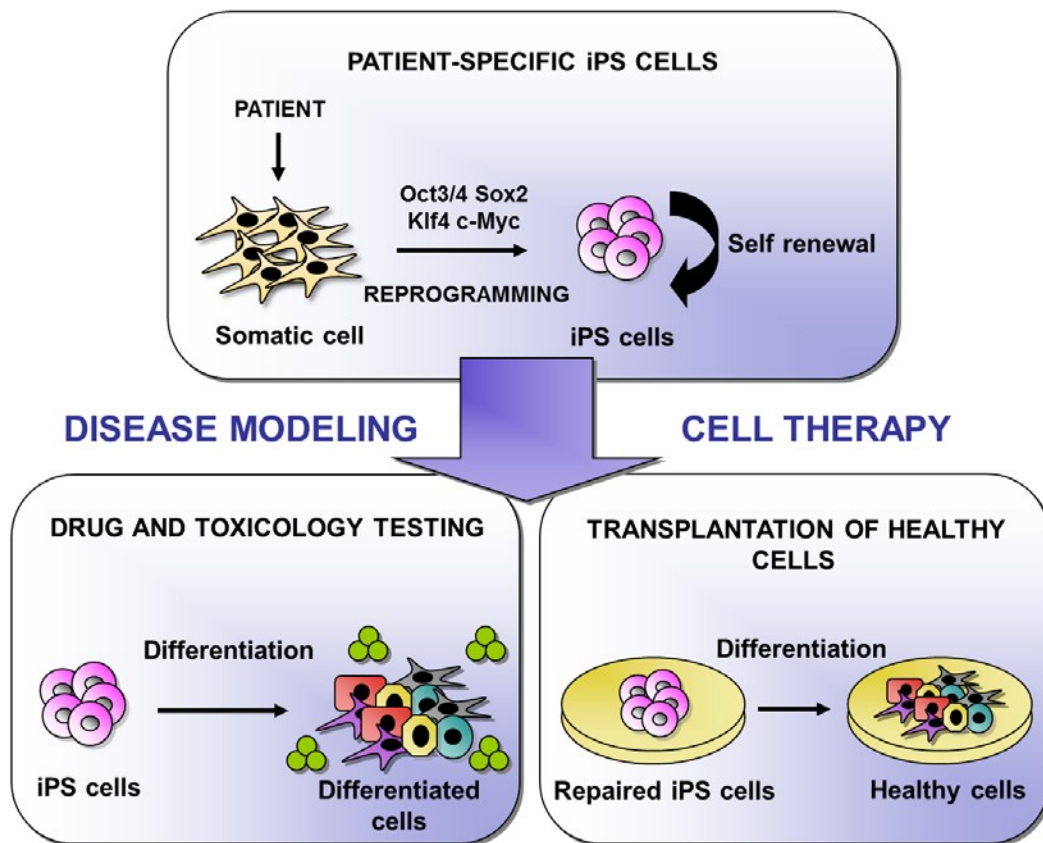 PATIENT-SPECIFIC iPS CELLS
PATIENT
Oct3/4 Sox2
Klf4 c-Myc
REPROGRAMMING
Self renewal
Somatic cell
iPS cells
DISEASE MODELING
CELL THERAPY
DRUG AND TOXICOLOGY TESTING
Differentiation
iPS cells
Differentiated
cells
TRANSPLANTATION OF HEALTHY
CELLS
Differentiation
Repaired iPS cells
Healthy cells